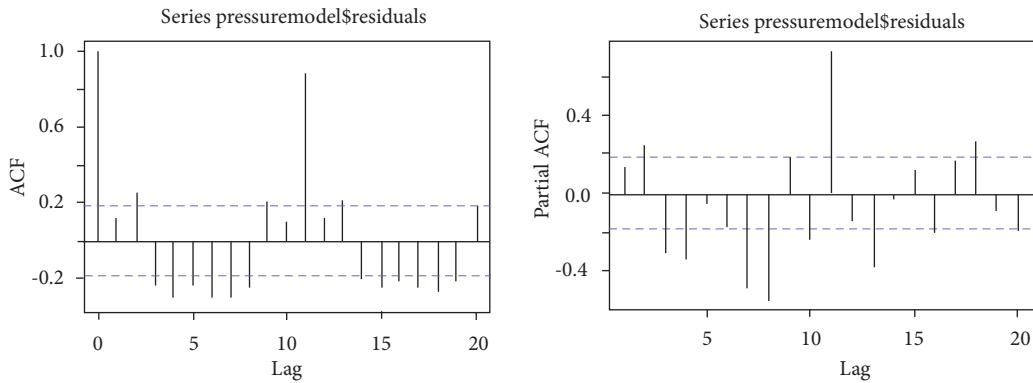 Series pressuremodel$residuals
1.0
0.6
0.2
-0.2
ACF
0
5
10
15
20
Lag
Series pressuremodel$residuals
0.4
0.0
-0.4
Partial ACF
5
10
15
20
Lag